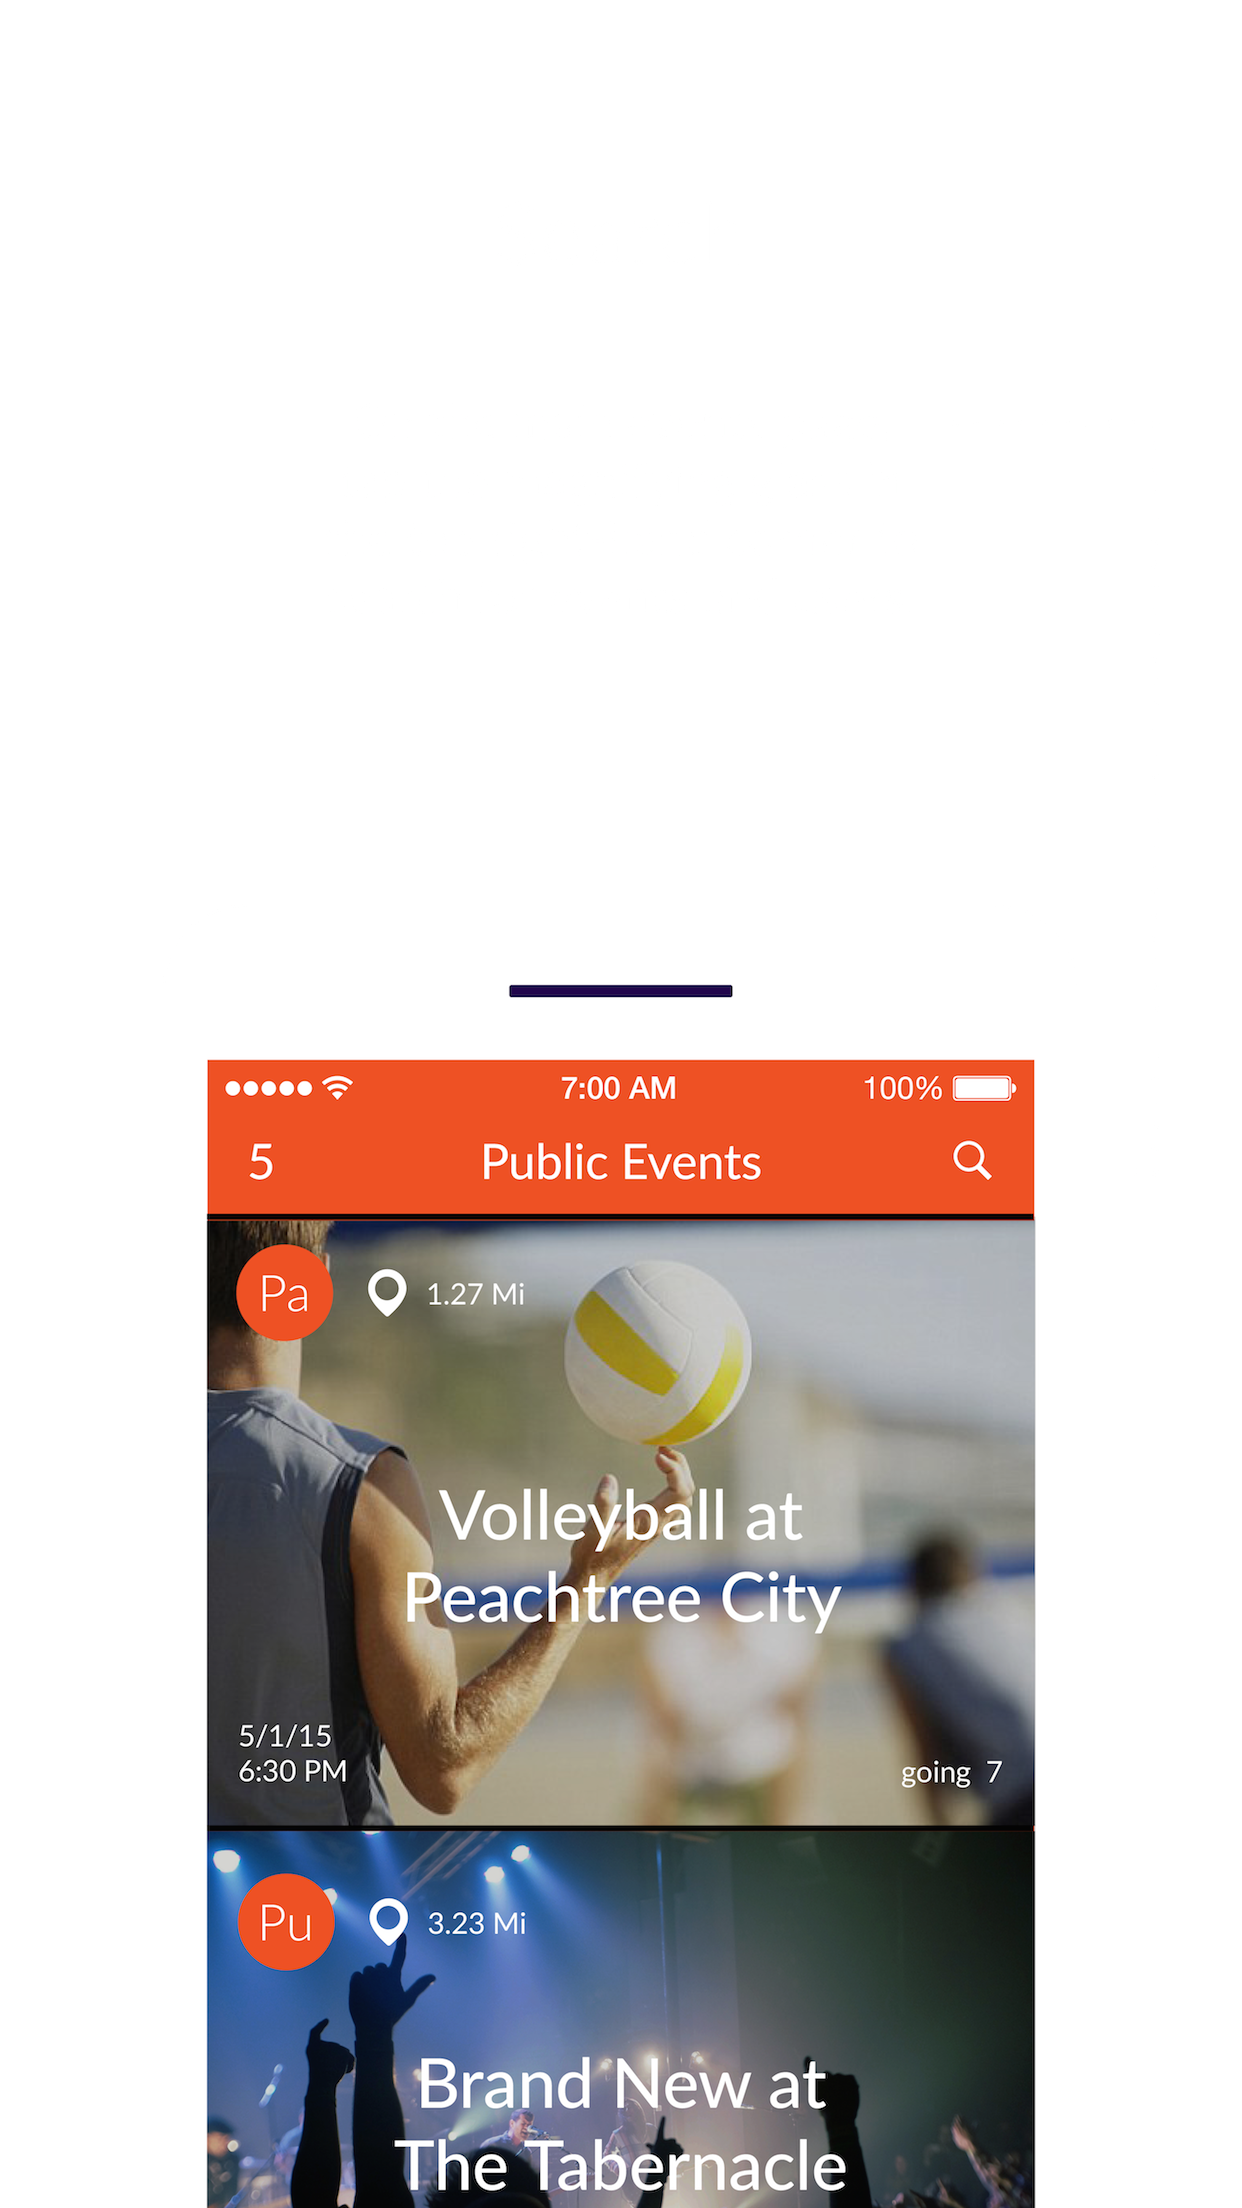 7:00 AM 100%
5 Public Events
Pa 1.27 Mi
Volleyball at
Peachtree City
5/1/15
6:30 PM going 7
Pu 3.23 Mi
Brand New at
The Tabernacle